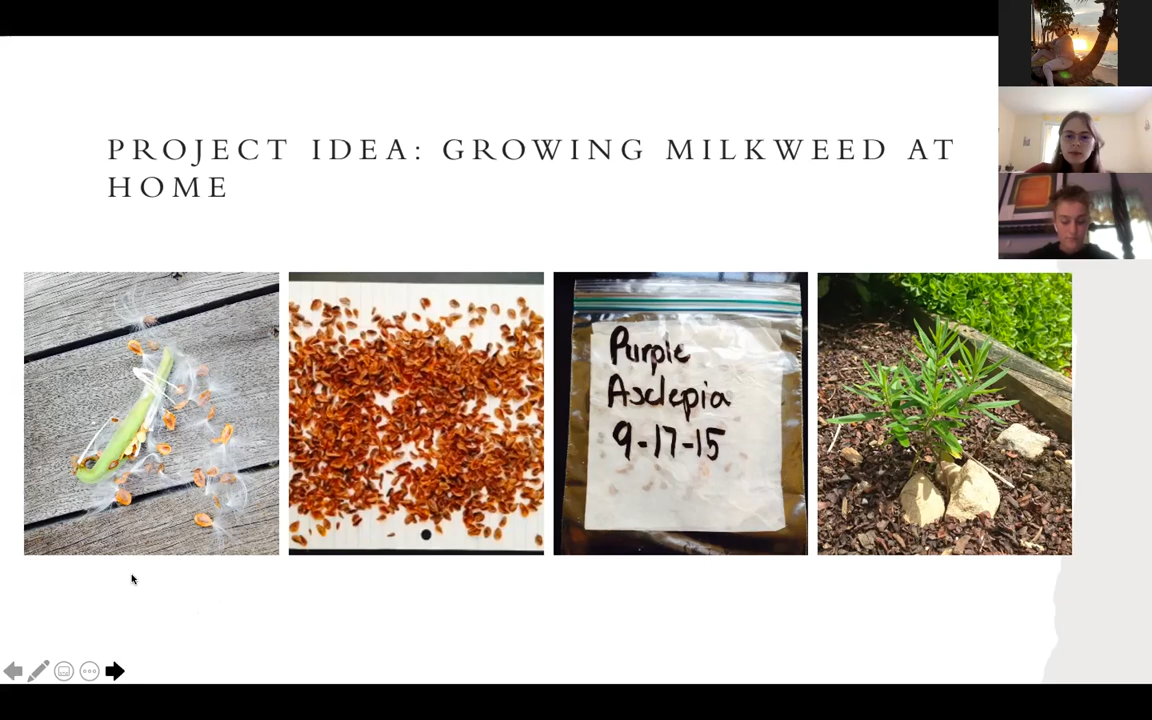 PROJECT IDEA: GROWING MILKWEED AT
HOME
Purple
Asclepia
9-17-15